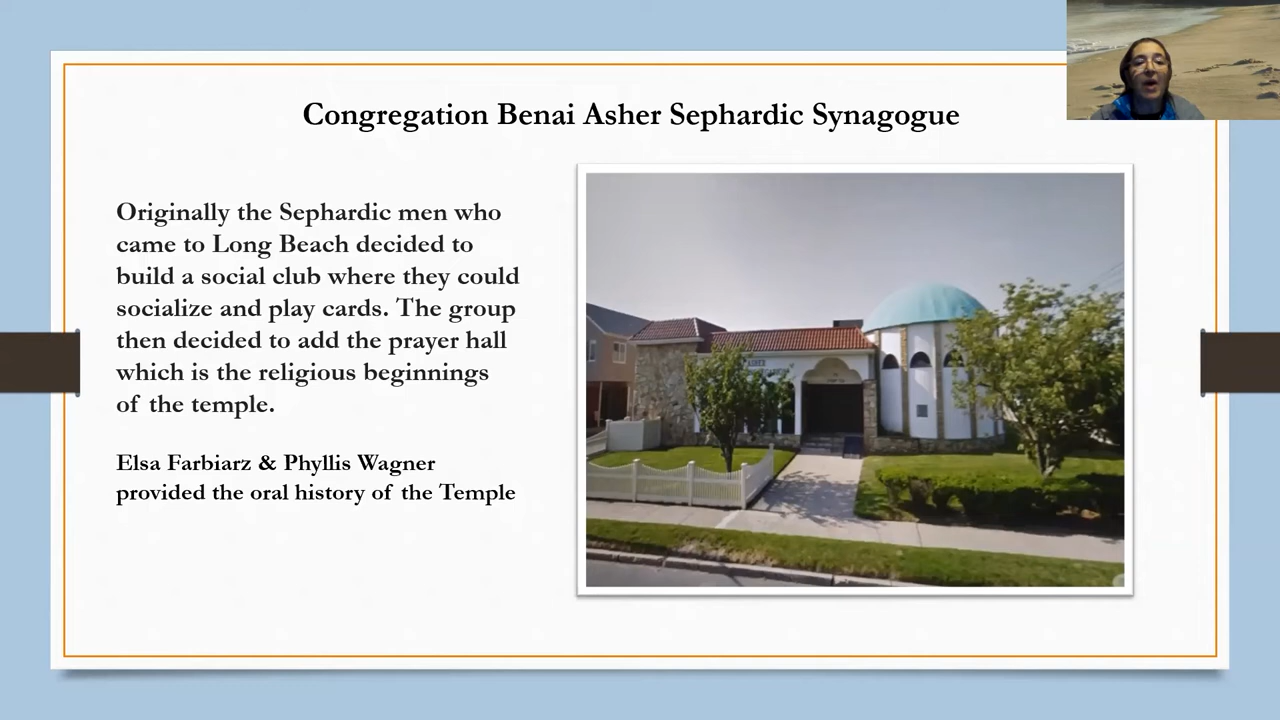 Congregation Benai Asher Sephardic Synagogue
Originally the Sephardic men who
came to Long Beach decided to
build a social club where they could
socialize and play cards. The group
then decided to add the prayer hall
which is the religious beginnings
of the temple.
Elsa Farbiarz & Phyllis Wagner
provided the oral history of the Temple